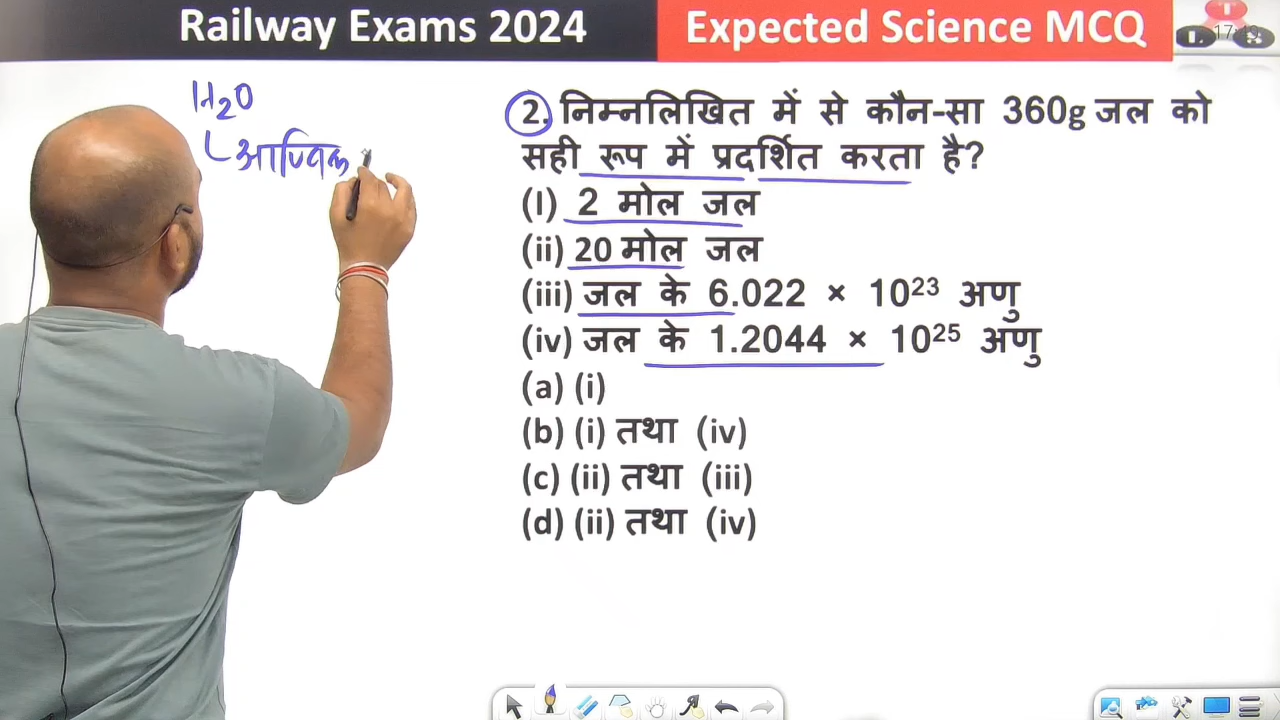 Railway Exams 2024
Expected Science MCQ
17:49
H₂O
आण्विक
2. निम्नलिखित में से कौन-सा 360g जल को
सही रूप में प्रदर्शित करता है?
(I) 2 मोल जल
(ii) 20 मोल जल
(iii) जल के 6.022 × 10²³ अणु
(iv) जल के 1.2044 × 10²⁵ अणु
(a) (i)
(b) (i) तथा (iv)
(c) (ii) तथा (iii)
(d) (ii) तथा (iv)